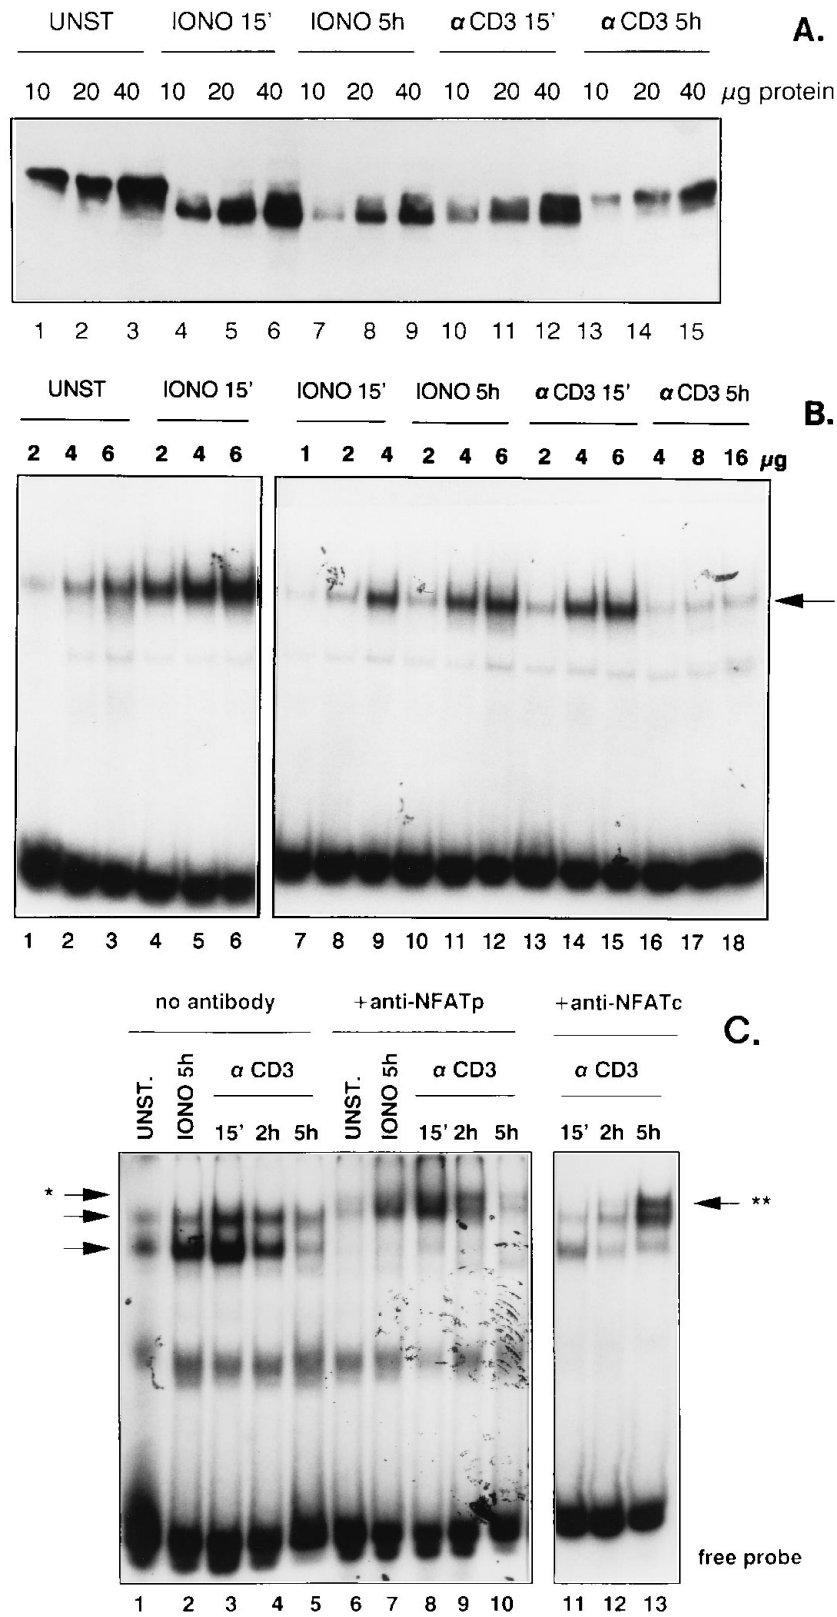 UNST IONO 15' IONO 5h α CD3 15' α CD3 5h A.
10 20 40 10 20 40 10 20 40 10 20 40 10 20 40 µg protein
1 2 3 4 5 6 7 8 9 10 11 12 13 14 15
UNST IONO 15' IONO 15' IONO 5h α CD3 15' α CD3 5h B.
2 4 6 2 4 6 1 2 4 2 4 6 2 4 6 4 8 16 µg
1 2 3 4 5 6 7 8 9 10 11 12 13 14 15 16 17 18
no antibody +anti-NFATp +anti-NFATc C.
UNST. IONO 5h α CD3 UNST. IONO 5h α CD3 α CD3
15' 2h 5h 15' 2h 5h 15' 2h 5h
* **
free probe
1 2 3 4 5 6 7 8 9 10 11 12 13